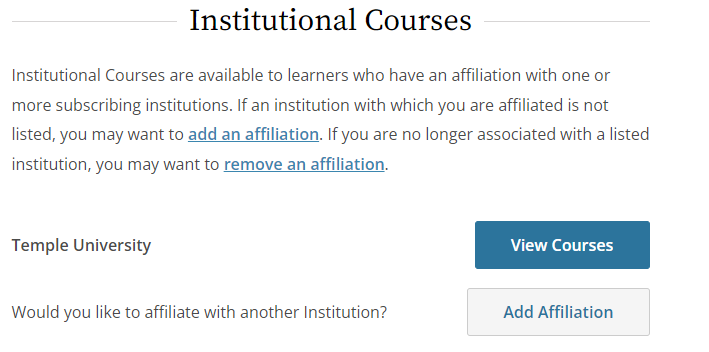 Institutional Courses
Institutional Courses are available to learners who have an affiliation with one or
more subscribing institutions. If an institution with which you are affiliated is not
listed, you may want to add an affiliation. If you are no longer associated with a listed
institution, you may want to remove an affiliation.
Temple University
View Courses
Would you like to affiliate with another Institution?
Add Affiliation